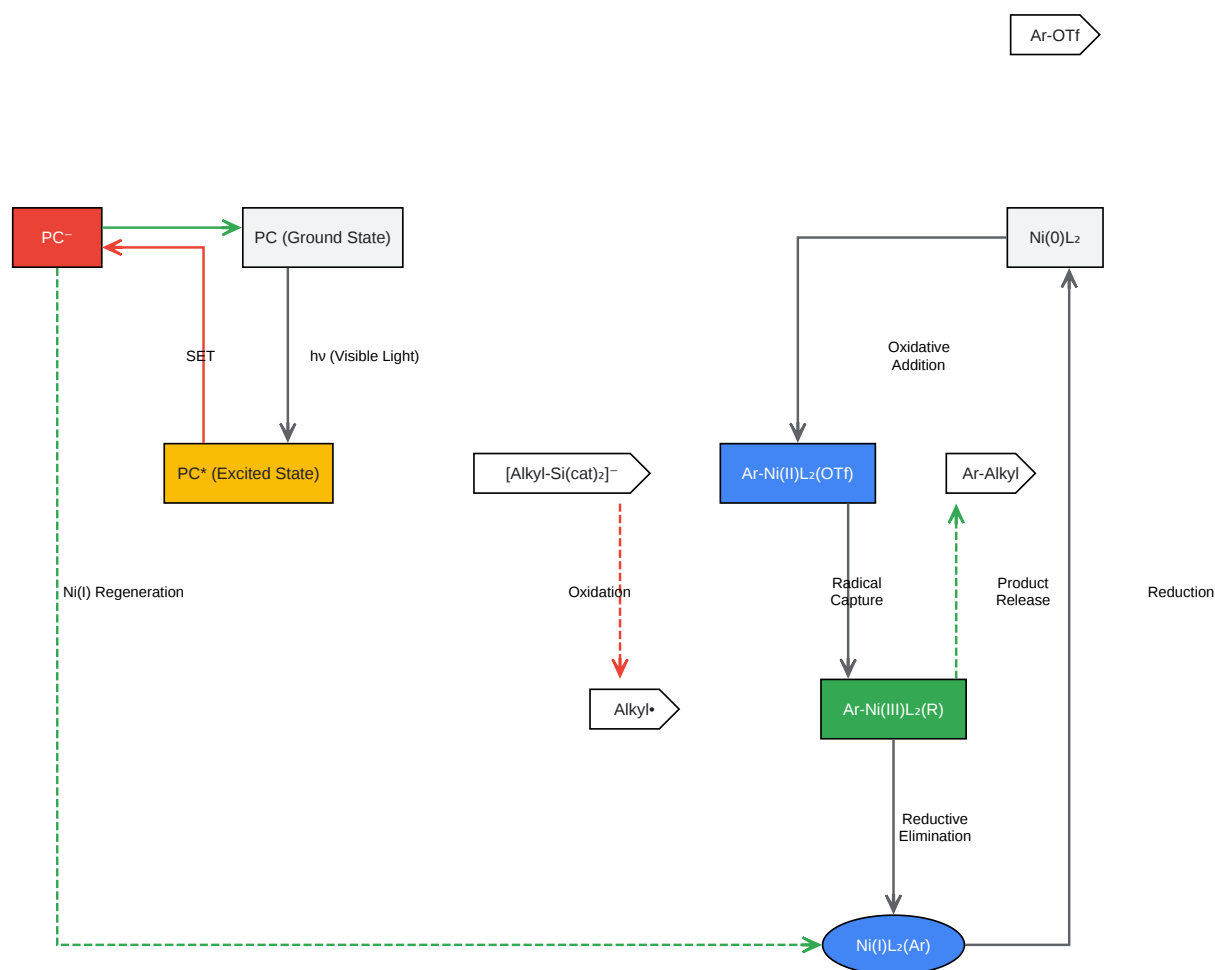 Ar-OTf
PC⁻
PC (Ground State)
Ni(0)L₂
SET
hν (Visible Light)
Oxidative
Addition
PC* (Excited State)
[Alkyl-Si(cat)₂]⁻
Ar-Ni(II)L₂(OTf)
Ar-Alkyl
Ni(I) Regeneration
Oxidation
Radical
Capture
Product
Release
Reduction
Alkyl•
Ar-Ni(III)L₂(R)
Reductive
Elimination
Ni(I)L₂(Ar)